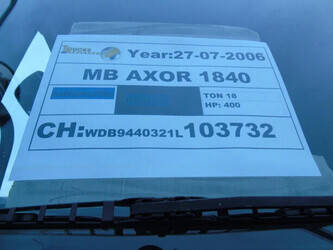 Year:27-07-2006
MB AXOR 1840
TON 18
HP: 400
CH:WDB9440321L103732